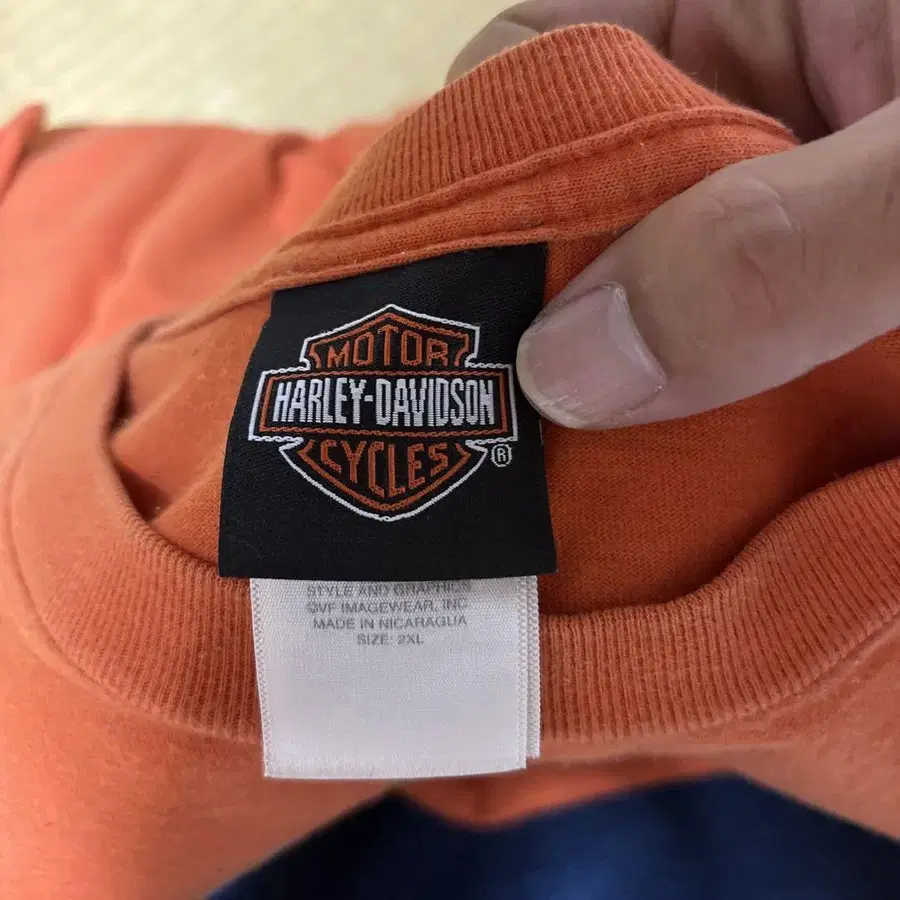 MOTOR
HARLEY-DAVIDSON
CYCLES ®
STYLE AND GRAPHICS
©VF IMAGEWEAR, INC
MADE IN NICARAGUA
SIZE: 2XL